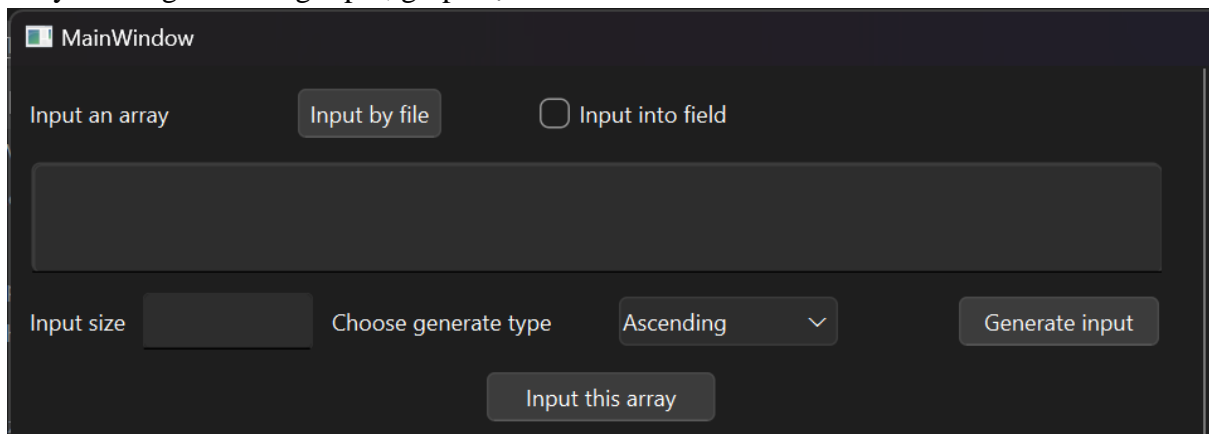 MainWindow
Input an array Input by file Input into field
Input size Choose generate type Ascending Generate input
Input this array